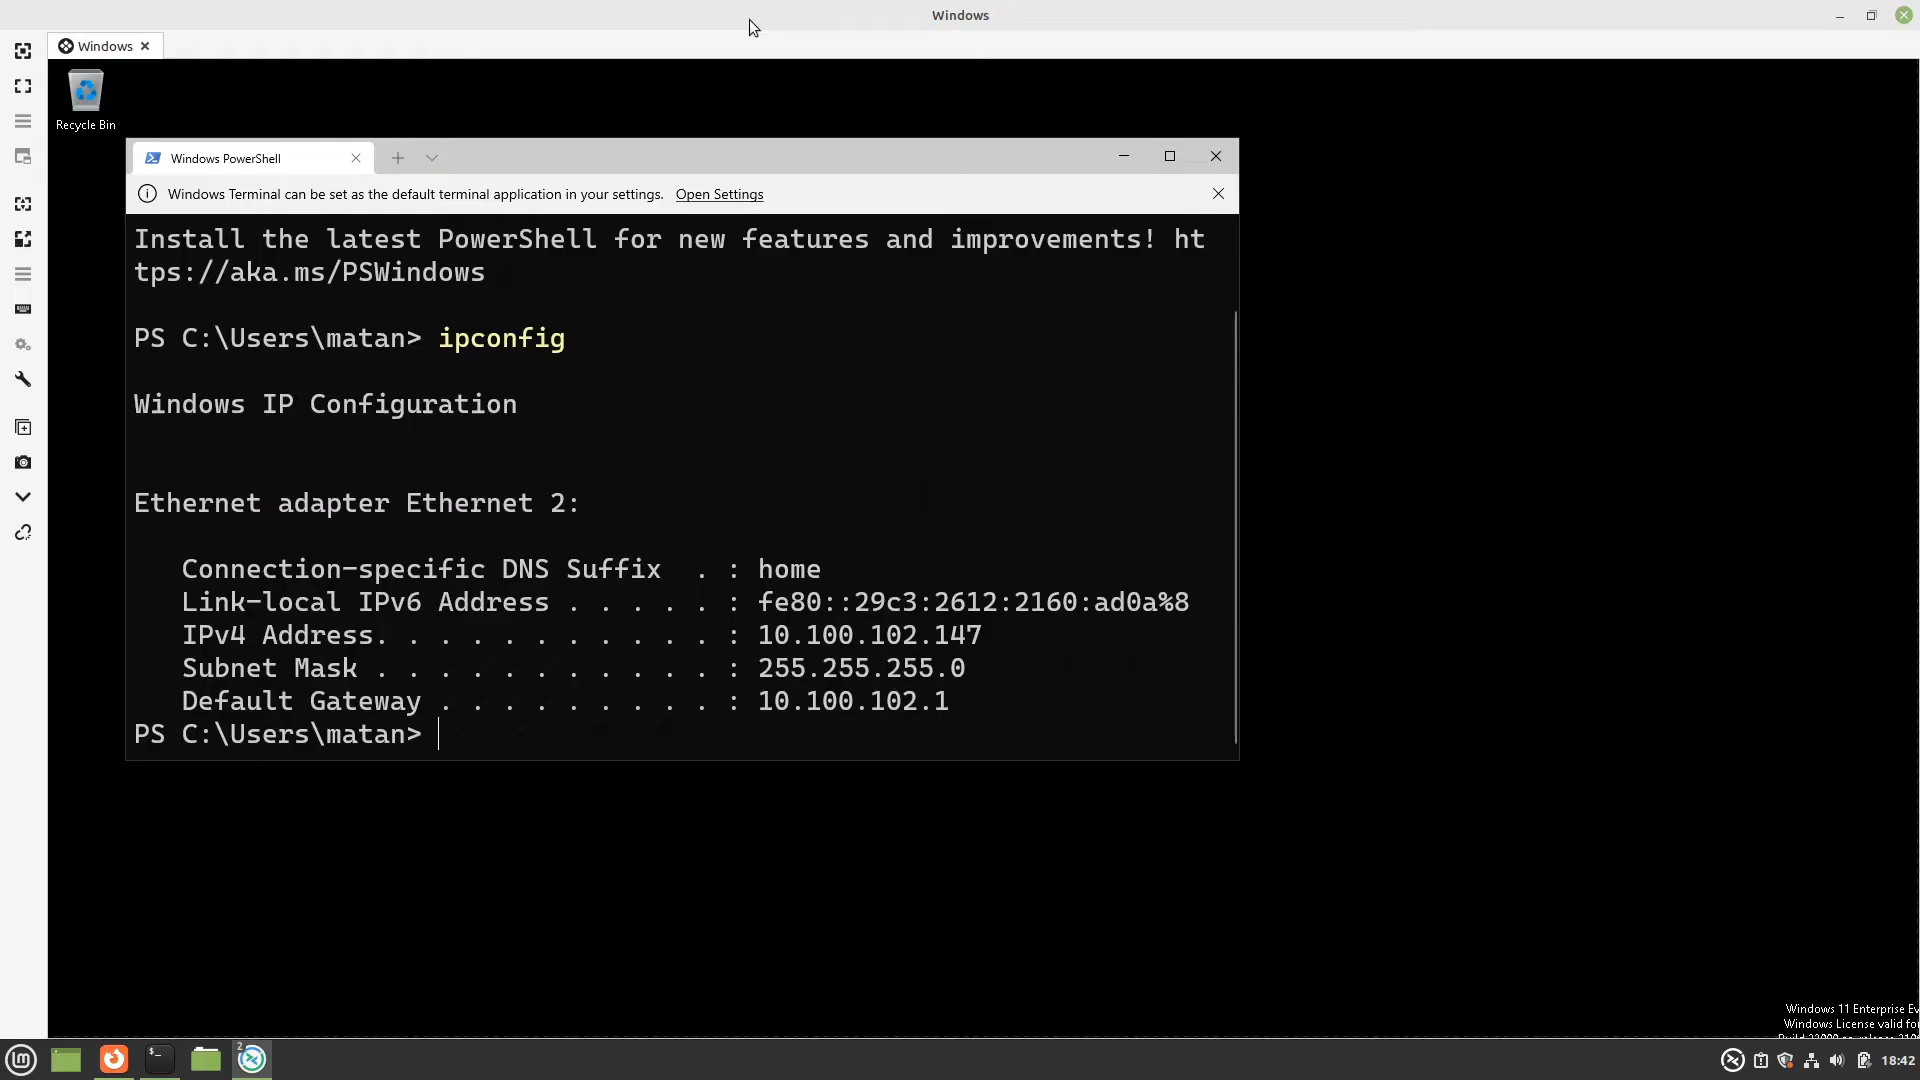 Windows
Windows
Recycle Bin
Windows PowerShell
Windows Terminal can be set as the default terminal application in your settings. Open Settings
Install the latest PowerShell for new features and improvements! ht
tps://aka.ms/PSWindows
PS C:\Users\matan> ipconfig
Windows IP Configuration
Ethernet adapter Ethernet 2:
Connection-specific DNS Suffix  . : home
Link-local IPv6 Address . . . . . : fe80::29c3:2612:2160:ad0a%8
IPv4 Address. . . . . . . . . . . : 10.100.102.147
Subnet Mask . . . . . . . . . . . : 255.255.255.0
Default Gateway . . . . . . . . . : 10.100.102.1
PS C:\Users\matan>
Windows 11 Enterprise Ev
Windows License valid for
2
$_
18:42